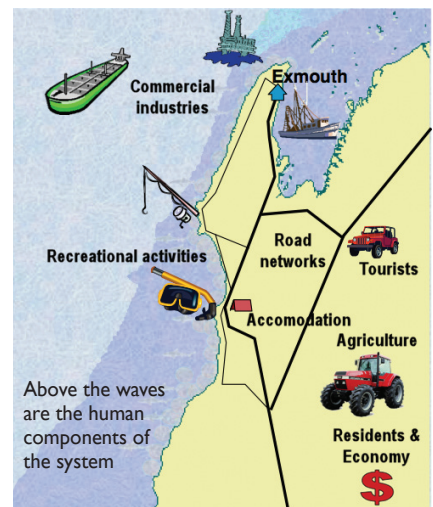 Exmouth
Commercial
industries
Recreational activities
Road
networks
Tourists
Accomodation
Agriculture
Above the waves
are the human
components of
the system
Residents &
Economy
$